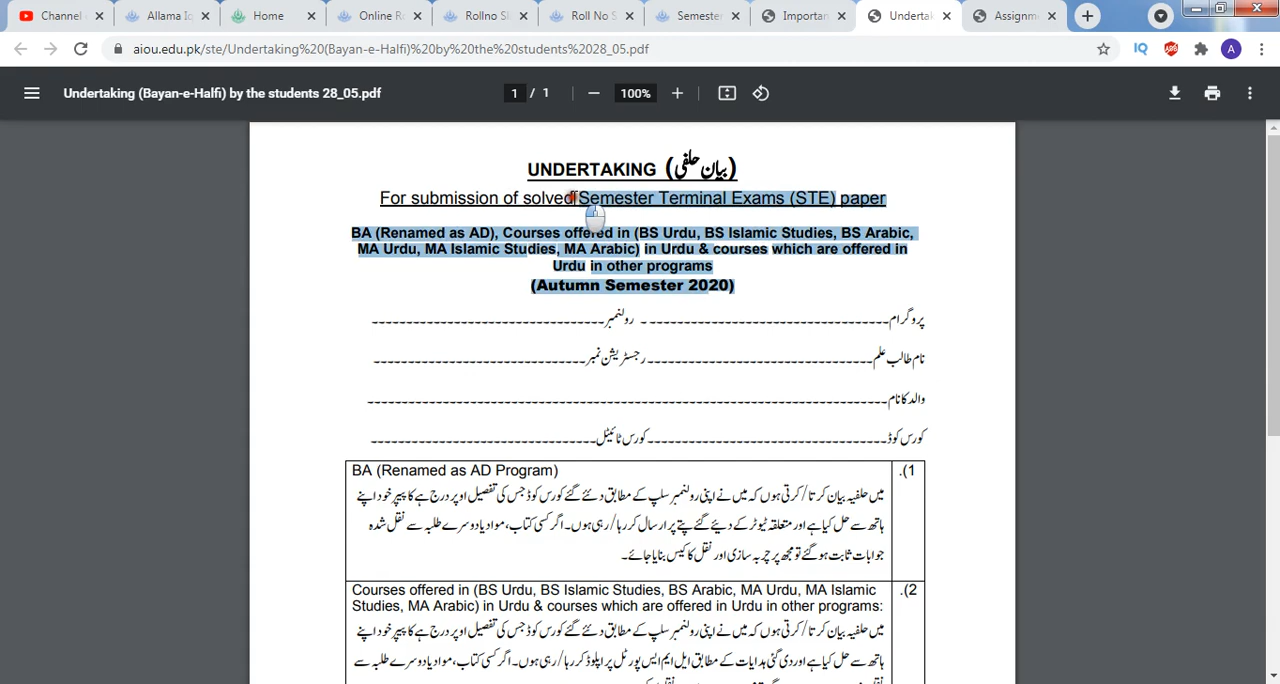 Channel c
Allama Iq
Home
Online Ro
Rollno Sl
Roll No S
Semeste
Importan
Undertak
Assignm
aiou.edu.pk/ste/Undertaking%20(Bayan-e-Halfi)%20by%20the%20students%2028_05.pdf
IQ
A
Undertaking (Bayan-e-Halfi) by the students 28_05.pdf
1 / 1
100%
UNDERTAKING (بیان حلفی)
For submission of solved Semester Terminal Exams (STE) paper
BA (Renamed as AD), Courses offered in (BS Urdu, BS Islamic Studies, BS Arabic,
MA Urdu, MA Islamic Studies, MA Arabic) in Urdu & courses which are offered in
Urdu in other programs
(Autumn Semester 2020)
پروگرام رولنمبر
نام طالب علم رجسٹریشن نمبر
والد کا نام
کورس کوڈ کورس ٹائیٹل
BA (Renamed as AD Program)
.(1
میں حلفیہ بیان کرتا/کرتی ہوں کہ میں نے اپنی رولنمبر سلپ کے مطابق دئے گئے کورس کوڈ جس کی تفصیل اوپر درج ہے کا پیپر خود اپنے
ہاتھ سے حل کیا ہے اور متعلقہ ٹیوٹر کے دیئے گئے پتے پر ارسال کر رہا/رہی ہوں۔ اگر کسی کتاب، مواد یا دوسرے طلبہ سے نقل شدہ
جوابات ثابت ہو گئے تو مجھ پر چربہ سازی اور نقل کا کیس بنایا جائے۔
Courses offered in (BS Urdu, BS Islamic Studies, BS Arabic, MA Urdu, MA Islamic
Studies, MA Arabic) in Urdu & courses which are offered in Urdu in other programs:
.(2
میں حلفیہ بیان کرتا/کرتی ہوں کہ میں نے اپنی رولنمبر سلپ کے مطابق دئے گئے کورس کوڈ جس کی تفصیل اوپر درج ہے کا پیپر خود اپنے
ہاتھ سے حل کیا ہے اور دی گئی ہدایات کے مطابق ایل ایم ایس پورٹل پر اپلوڈ کر رہا/رہی ہوں۔ اگر کسی کتاب، مواد یا دوسرے طلبہ سے